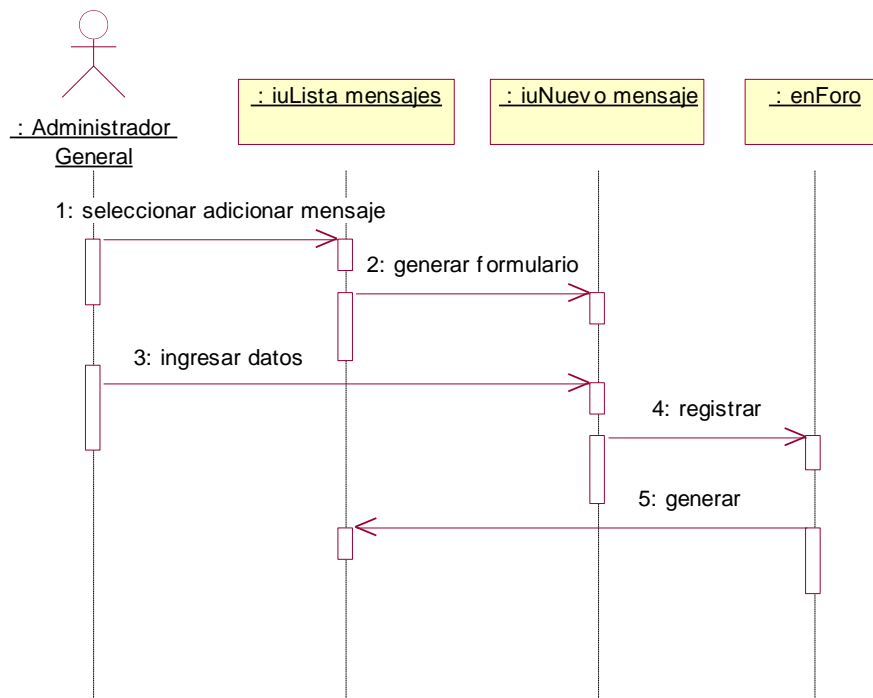 : iuLista mensajes
: iuNuevo mensaje
: enForo
: Administrador
General
1: seleccionar adicionar mensaje
2: generar formulario
3: ingresar datos
4: registrar
5: generar